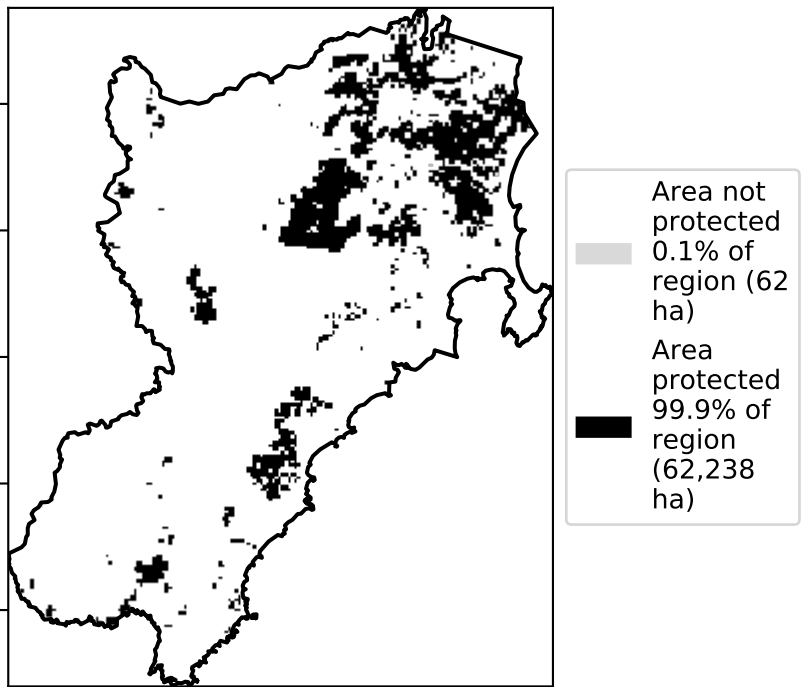 Area not
protected
0.1% of
region (62
ha)
Area
protected
99.9% of
region
(62,238
ha)